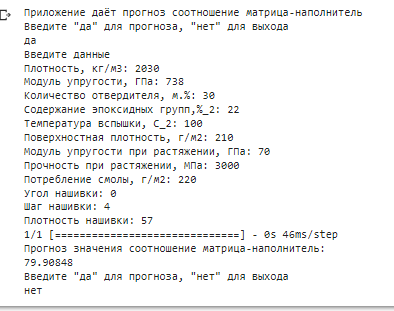 Приложение даёт прогноз соотношение матрица-наполнитель
Введите "да" для прогноза, "нет" для выхода
да
Введите данные
Плотность, кг/м3: 2030
Модуль упругости, ГПа: 738
Количество отвердителя, м.%: 30
Содержание эпоксидных групп,%_2: 22
Температура вспышки, С_2: 100
Поверхностная плотность, г/м2: 210
Модуль упругости при растяжении, ГПа: 70
Прочность при растяжении, МПа: 3000
Потребление смолы, г/м2: 220
Угол нашивки: 0
Шаг нашивки: 4
Плотность нашивки: 57
1/1 [==============================] - 0s 46ms/step
Прогноз значения соотношение матрица-наполнитель:
79.90848
Введите "да" для прогноза, "нет" для выхода
нет